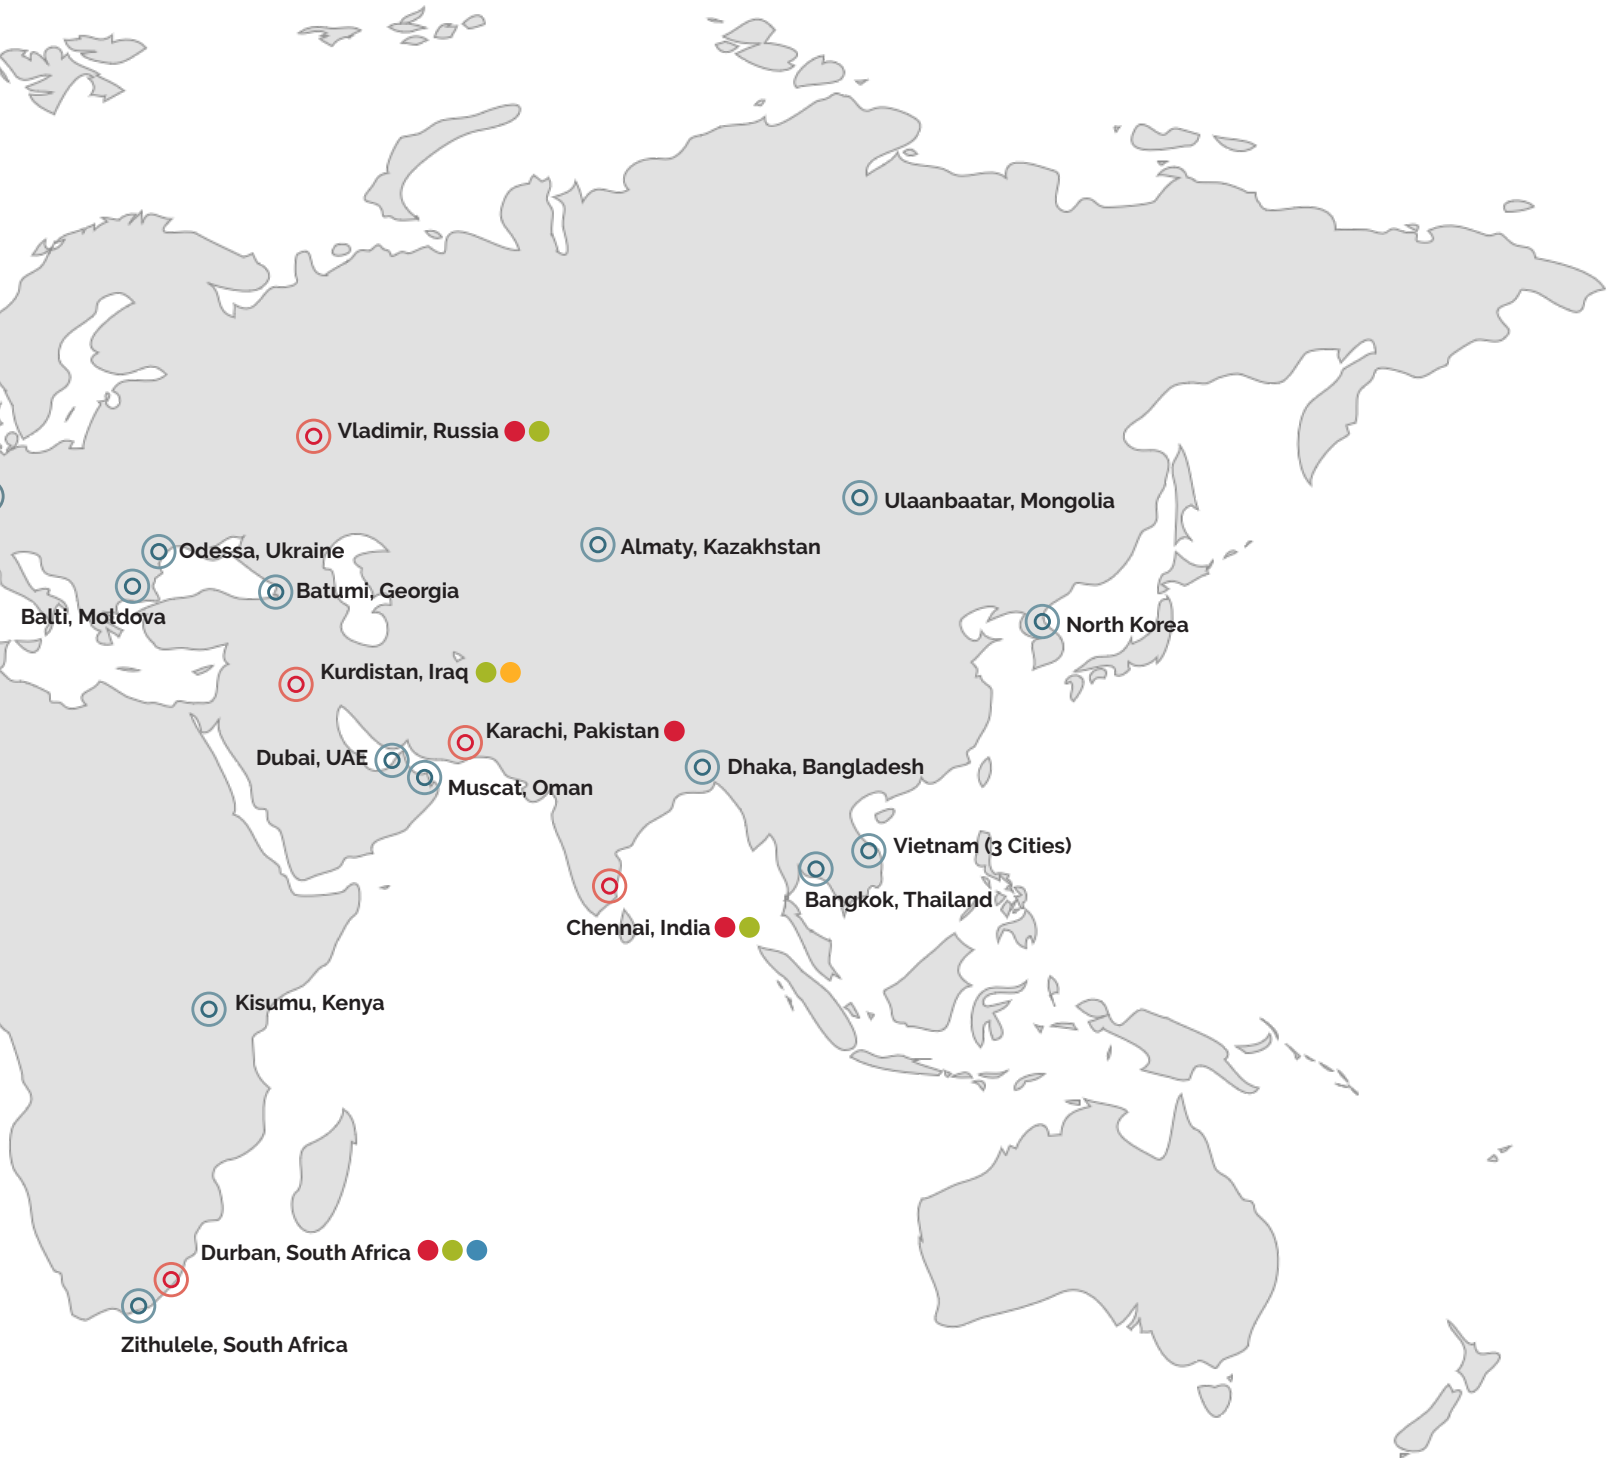 Vladimir, Russia
Ulaanbaatar, Mongolia
Almaty, Kazakhstan
Odessa, Ukraine
Batumi, Georgia
Balti, Moldova
North Korea
Kurdistan, Iraq
Karachi, Pakistan
Dubai, UAE
Dhaka, Bangladesh
Muscat, Oman
Vietnam (3 Cities)
Bangkok, Thailand
Chennai, India
Kisumu, Kenya
Durban, South Africa
Zithulele, South Africa